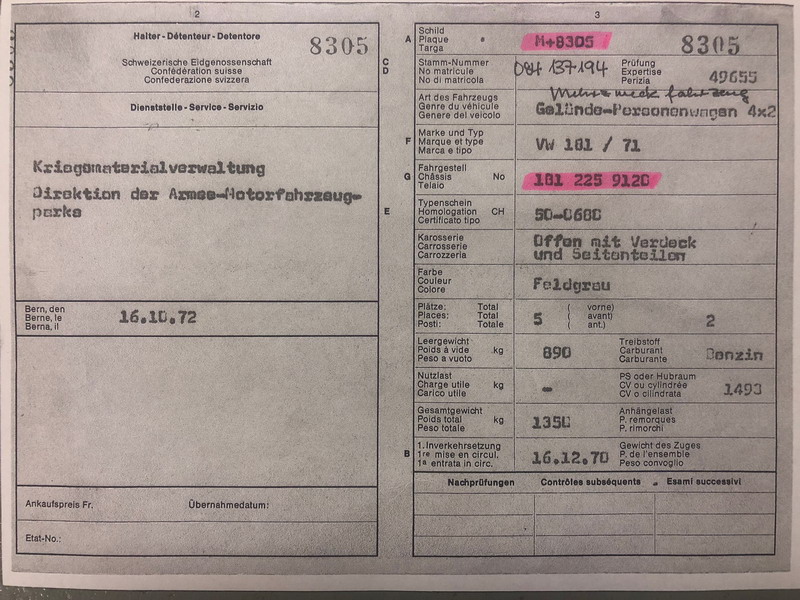 2
Halter - Détenteur - Detentore
8305
Schweizerische Eidgenossenschaft
Confédération suisse
Confederazione svizzera
Dienststelle - Service - Servizio
Kriegsmaterialverwaltung
Direktion der Armee-Motorfahrzeug-
parks
Bern, den
Berne, le
Berna, il
16.10.72
Ankaufspreis Fr.
Übernahmedatum:
Etat-No.:
3
C
D
E
A
Schild
Plaque
Targa
M+8305
8305
Stamm-Nummer
No matricule
No di matricola
084 137194
Prüfung
Expertise
Perizia
49655
Art des Fahrzeugs
Genre du véhicule
Genere del veicolo
Gelände-Personenwagen 4x2
F
Marke und Typ
Marque et type
Marca e tipo
VW 181 / 71
G
Fahrgestell
Châssis No
Telaio
181 225 9120
Typenschein
Homologation CH
Certificato tipo
50-0680
Karosserie
Carrosserie
Carrozzeria
Offen mit Verdeck
und Seitenteilen
Farbe
Couleur
Colore
Feldgrau
Plätze: Total
Places: Total
Posti: Totale
5
( vorne)
( avant)
( ant.)
2
Leergewicht
Poids à vide kg
Peso a vuoto
890
Treibstoff
Carburant
Carburante
Benzin
Nutzlast
Charge utile kg
Carico utile
-
PS oder Hubraum
CV ou cylindrée
CV o cilindrata
1493
Gesamtgewicht
Poids total kg
Peso totale
1350
Anhängelast
P. remorques
P. rimorchi
B
1. Inverkehrsetzung
1re mise en circul.
1a entrata in circ.
16.12.70
Gewicht des Zuges
P. de l'ensemble
Peso convoglio
Nachprüfungen
Contrôles subséquents
Esami successivi